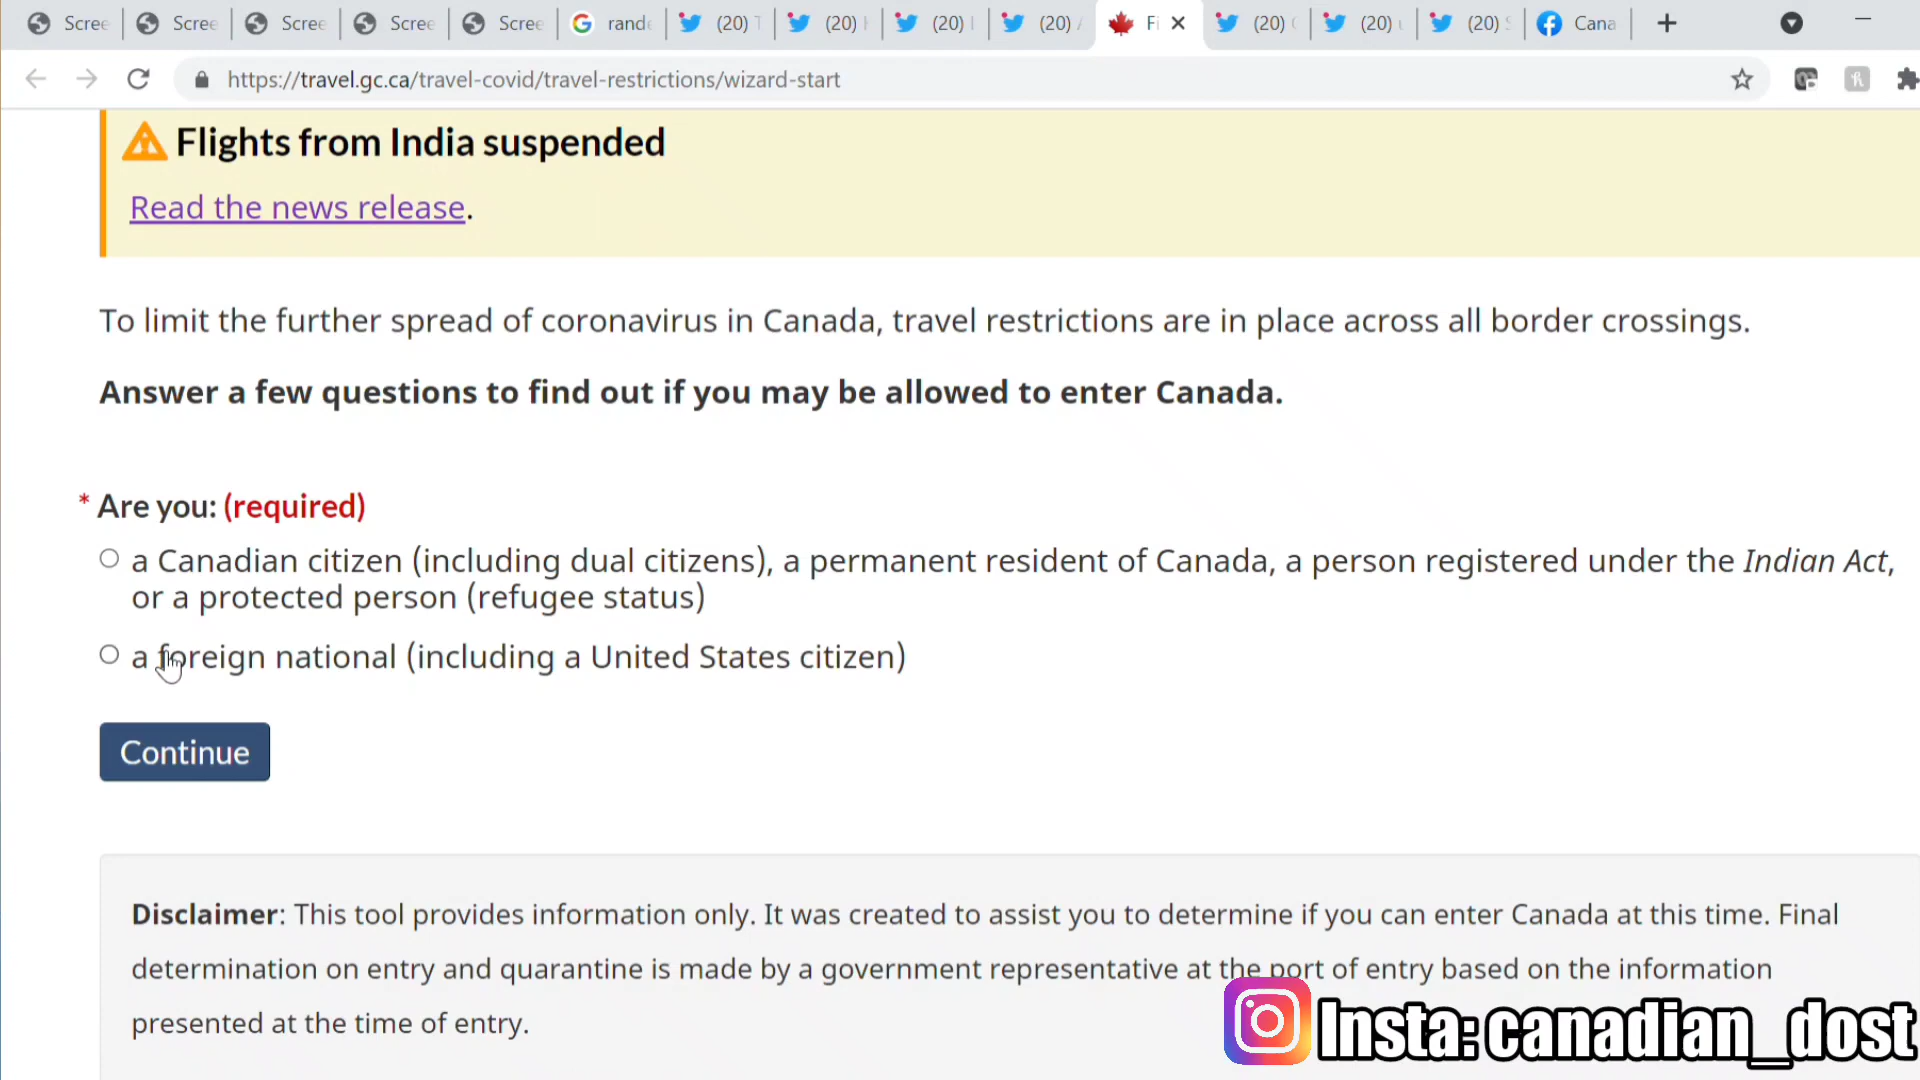 Scree
Scree
Scree
Scree
Scree
rande
(20) T
(20)
(20)
(20)
Fi
(20)
(20)
(20)
Cana
https://travel.gc.ca/travel-covid/travel-restrictions/wizard-start
Flights from India suspended
Read the news release.
To limit the further spread of coronavirus in Canada, travel restrictions are in place across all border crossings.
Answer a few questions to find out if you may be allowed to enter Canada.
* Are you: (required)
a Canadian citizen (including dual citizens), a permanent resident of Canada, a person registered under the Indian Act,
or a protected person (refugee status)
a foreign national (including a United States citizen)
Continue
Disclaimer: This tool provides information only. It was created to assist you to determine if you can enter Canada at this time. Final
determination on entry and quarantine is made by a government representative at the port of entry based on the information
presented at the time of entry.
Insta: canadian_dost